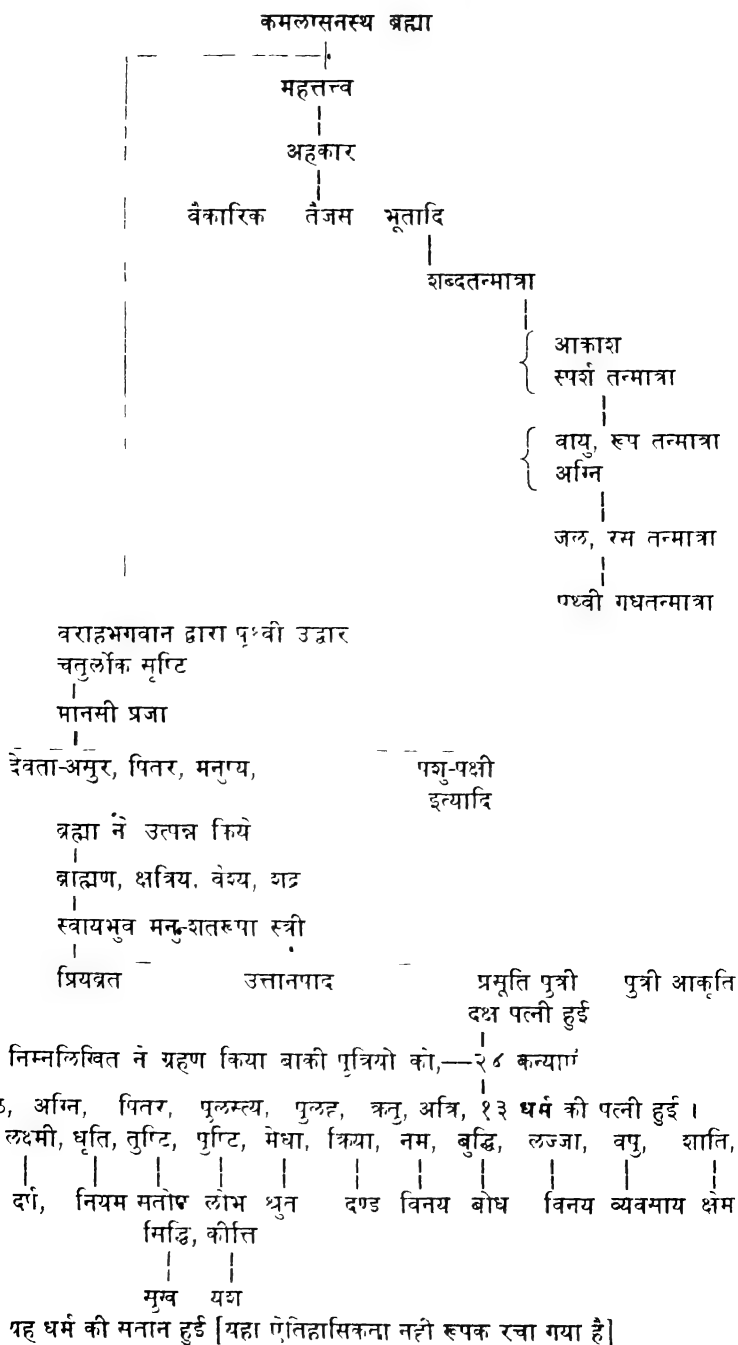 कमलासनस्थ ब्रह्मा
महत्तत्त्व
अहकार
वैकारिक तैजस भूतादि
शब्दतन्मात्रा
आकाश
स्पर्श तन्मात्रा
वायु, रूप तन्मात्रा
अग्नि
जल, रस तन्मात्रा
पृथ्वी गधतन्मात्रा
वराहभगवान द्वारा पृथ्वी उद्वार
चतुर्लोक सृष्टि
मानसी प्रजा
देवता-असुर, पितर, मनुष्य, पशु-पक्षी
इत्यादि
ब्रह्मा ने उत्पन्न किये
ब्राह्मण, क्षत्रिय, वेश्य, शद्र
स्वायभुव मनु-शतरूपा स्त्री
प्रियव्रत उत्तानपाद प्रमूति पुत्री पुत्री आकृति
दक्ष पत्नी हुई
निम्नलिखित ने ग्रहण किया बाकी पुत्रियो को,—२४ कन्याएं
अग्नि, पितर, पुलस्त्य, पुलह, ऋतु, अत्रि, १३ धर्म की पत्नी हुई ।
लक्ष्मी, धृति, तुष्टि, पुष्टि, मेधा, क्रिया, नम, बुद्धि, लज्जा, वपु, शाति,
दर्प, नियम सतोष लोभ श्रुत दण्ड विनय बोध विनय व्यवसाय क्षेम
सिद्धि, कीर्त्ति
सुख यश
यह धर्म की सतान हुई [यहा ऐतिहासिकता नही रूपक रचा गया है]